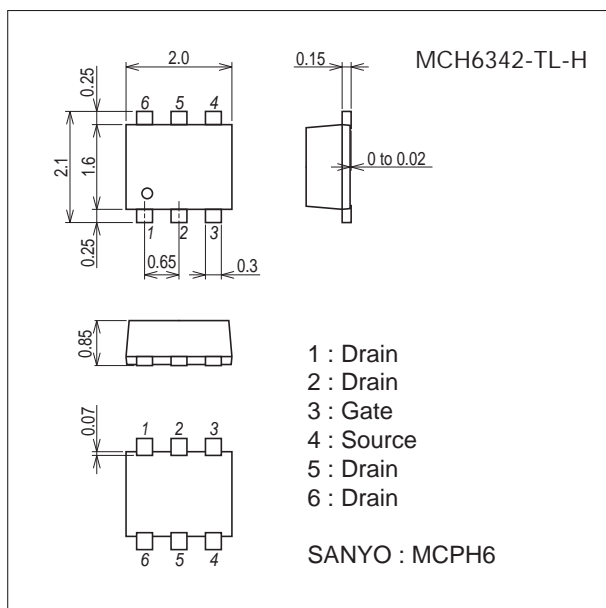 MCH6342-TL-H
2.0
0.15
0.25
6 5 4
2.1
1.6
0 to 0.02
0.25
1 2 3
0.65
0.3
0.85
1 : Drain
2 : Drain
3 : Gate
4 : Source
5 : Drain
6 : Drain
0.07
1 2 3
6 5 4
SANYO : MCPH6